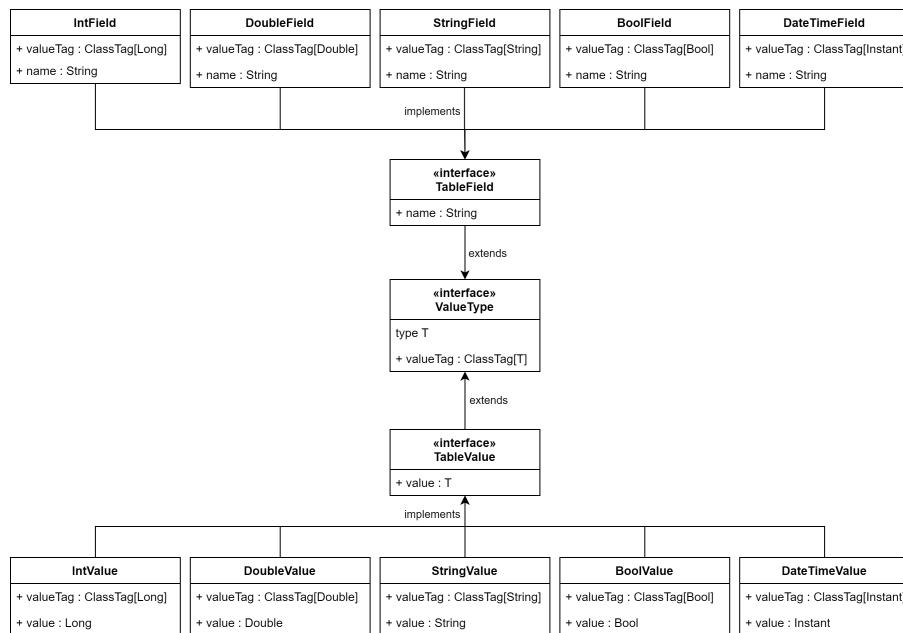 IntField
+ valueTag : ClassTag[Long]
+ name : String
DoubleField
+ valueTag : ClassTag[Double]
+ name : String
StringField
+ valueTag : ClassTag[String]
+ name : String
BoolField
+ valueTag : ClassTag[Bool]
+ name : String
DateTimeField
+ valueTag : ClassTag[Instant]
+ name : String
implements
«interface»
TableField
+ name : String
extends
«interface»
ValueType
type T
+ valueTag : ClassTag[T]
extends
«interface»
TableValue
+ value : T
implements
IntValue
+ valueTag : ClassTag[Long]
+ value : Long
DoubleValue
+ valueTag : ClassTag[Double]
+ value : Double
StringValue
+ valueTag : ClassTag[String]
+ value : String
BoolValue
+ valueTag : ClassTag[Bool]
+ value : Bool
DateTimeValue
+ valueTag : ClassTag[Instant]
+ value : Instant